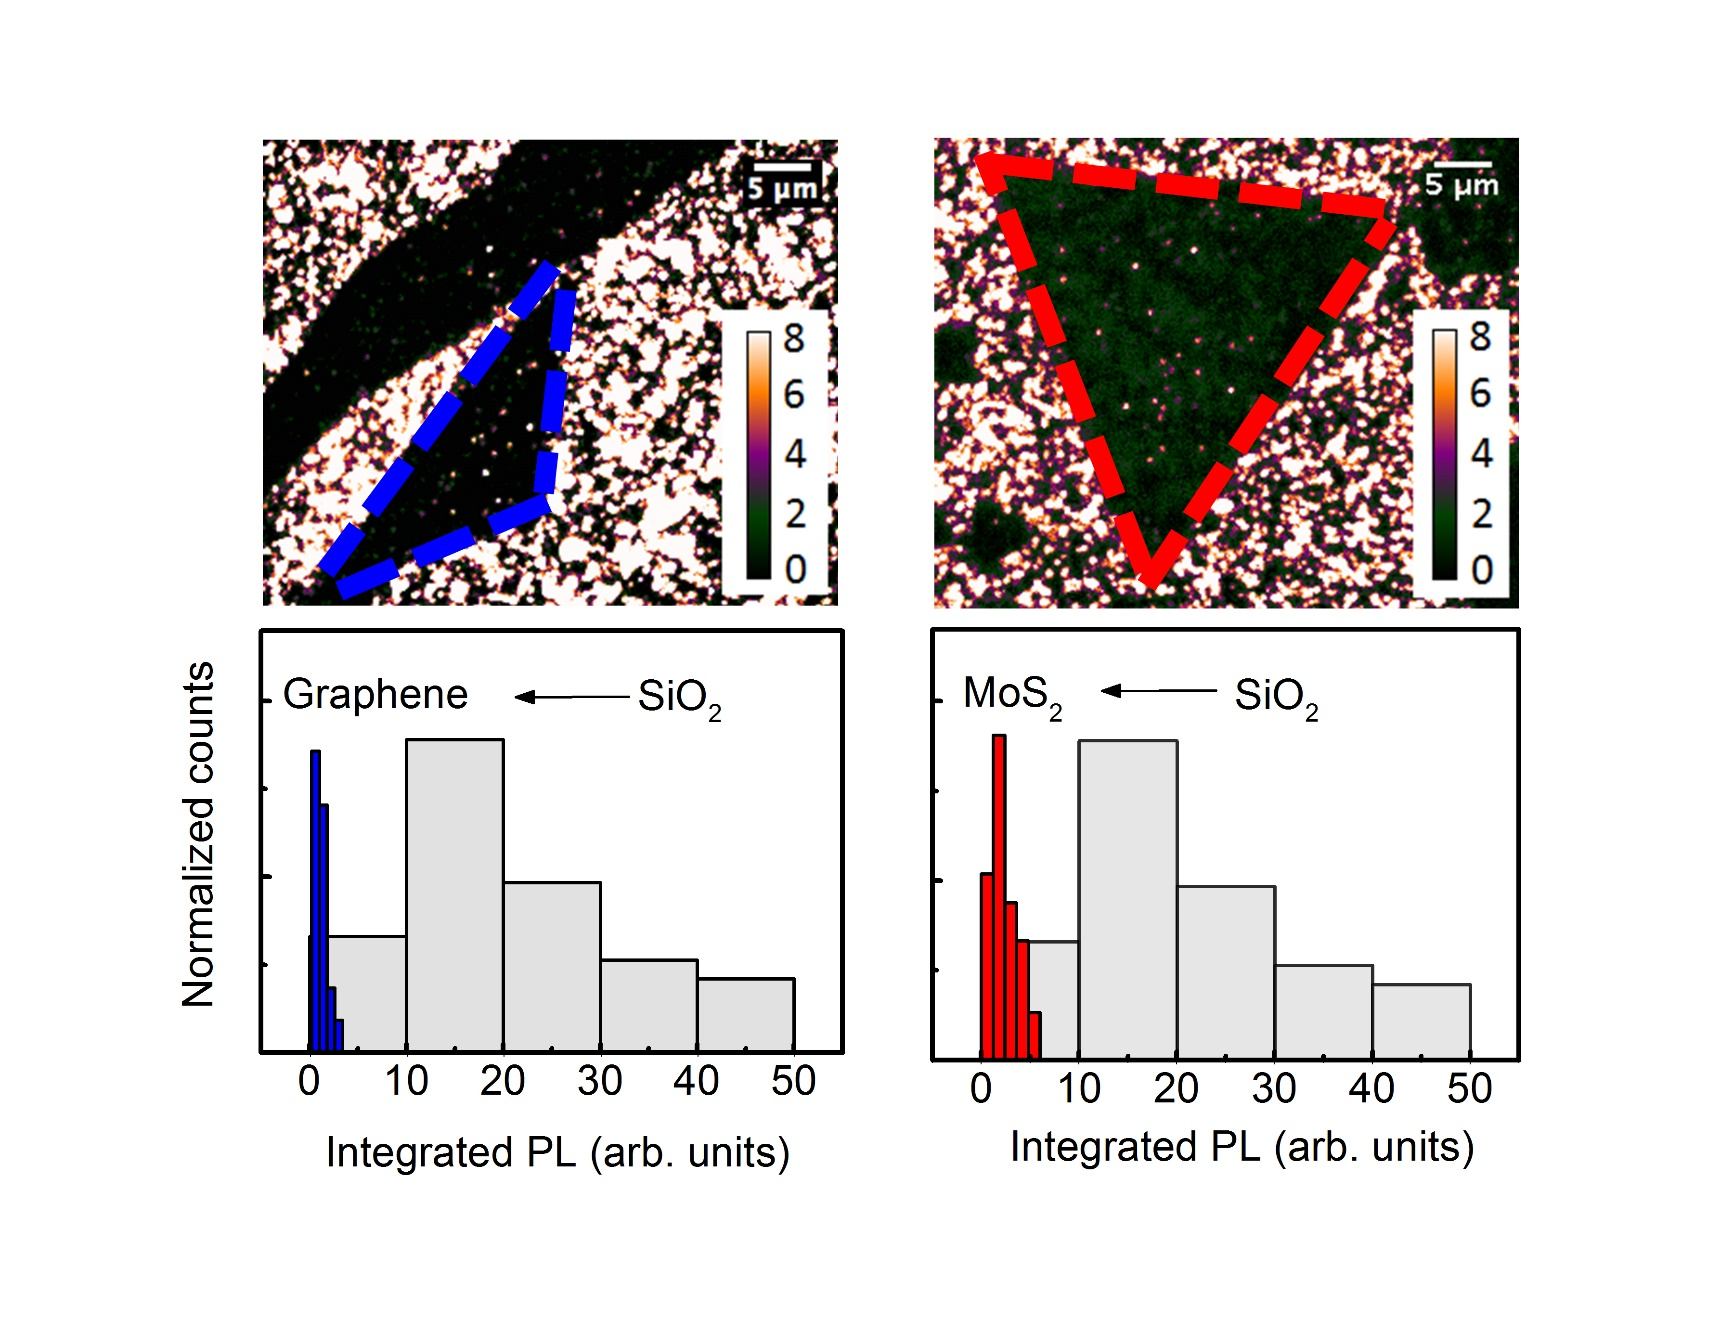 5 μm
8
6
4
2
0
5 μm
8
6
4
2
0
Normalized counts
Graphene ← SiO₂
0 10 20 30 40 50
Integrated PL (arb. units)
MoS₂ ← SiO₂
0 10 20 30 40 50
Integrated PL (arb. units)